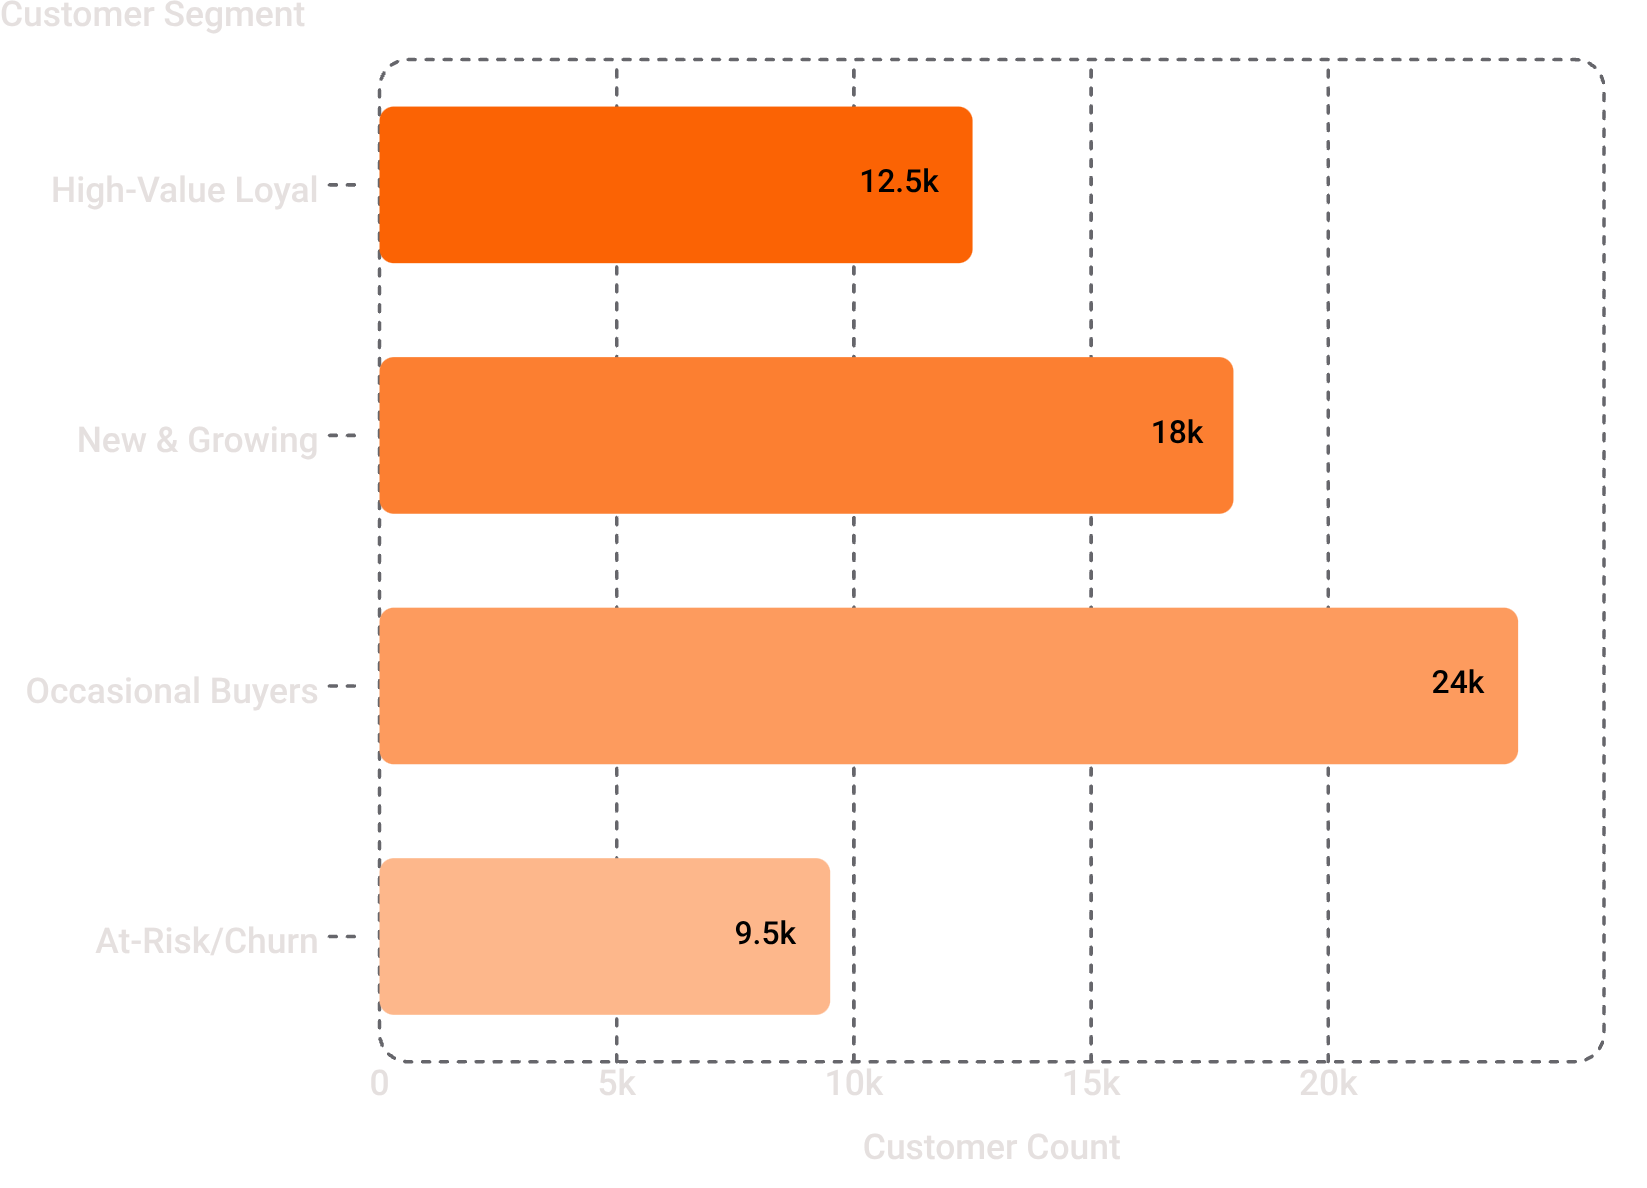 Customer Segment
High-Value Loyal
12.5k
New & Growing
18k
Occasional Buyers
24k
At-Risk/Churn
9.5k
0 5k 10k 15k 20k
Customer Count